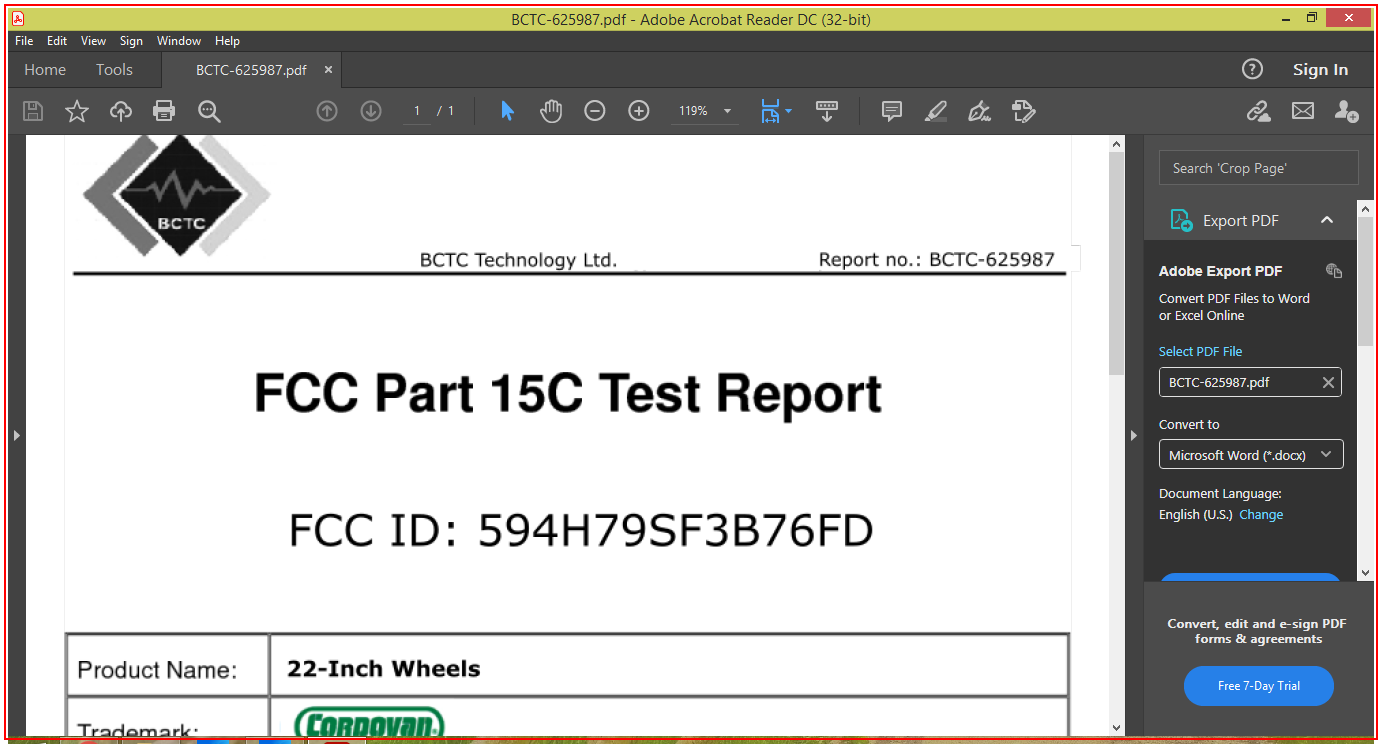 BCTC-625987.pdf - Adobe Acrobat Reader DC (32-bit)
File Edit View Sign Window Help
Home Tools BCTC-625987.pdf × Sign In
1 / 1 119%
BCTC
BCTC Technology Ltd. Report no.: BCTC-625987
FCC Part 15C Test Report
FCC ID: 594H79SF3B76FD
Product Name: 22-Inch Wheels
Trademark: CORDOVAN
Search 'Crop Page'
Export PDF
Adobe Export PDF
Convert PDF Files to Word
or Excel Online
Select PDF File
BCTC-625987.pdf
Convert to
Microsoft Word (*.docx)
Document Language:
English (U.S.) Change
Convert, edit and e-sign PDF
forms & agreements
Free 7-Day Trial